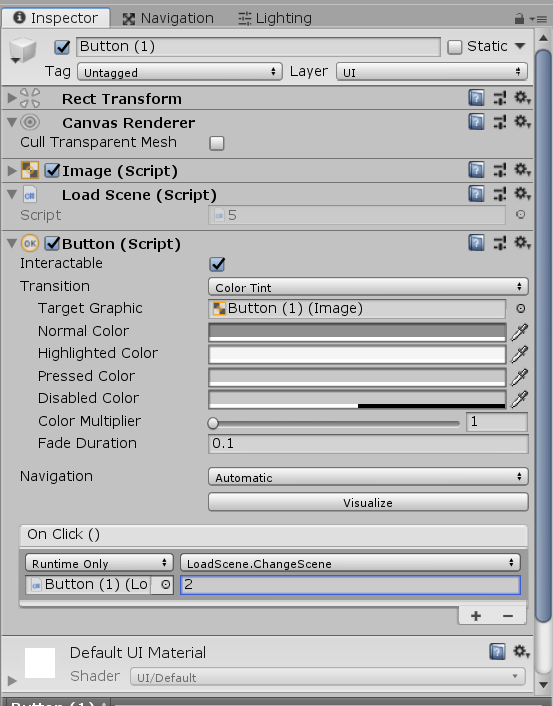 Inspector Navigation Lighting
Button (1) Static
Tag Untagged Layer UI
Rect Transform
Canvas Renderer
Cull Transparent Mesh
Image (Script)
Load Scene (Script)
Script 5
OK Button (Script)
Interactable
Transition Color Tint
Target Graphic Button (1) (Image)
Normal Color
Highlighted Color
Pressed Color
Disabled Color
Color Multiplier 1
Fade Duration 0.1
Navigation Automatic
Visualize
On Click ()
Runtime Only LoadScene.ChangeScene
Button (1) (Lo 2
Default UI Material
Shader UI/Default
Button (1)